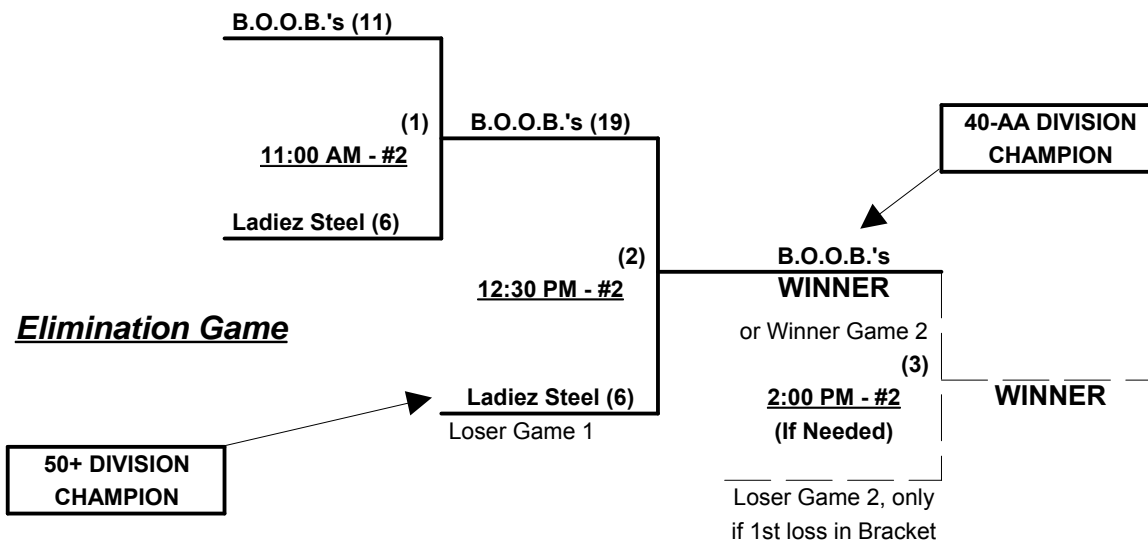 B.O.O.B.'s (11)
(1)
11:00 AM - #2
Ladiez Steel (6)
B.O.O.B.'s (19)
(2)
12:30 PM - #2
Elimination Game
Ladiez Steel (6)
Loser Game 1
50+ DIVISION
CHAMPION
40-AA DIVISION
CHAMPION
B.O.O.B.'s
WINNER
or Winner Game 2
(3)
2:00 PM - #2
(If Needed)
WINNER
Loser Game 2, only
if 1st loss in Bracket